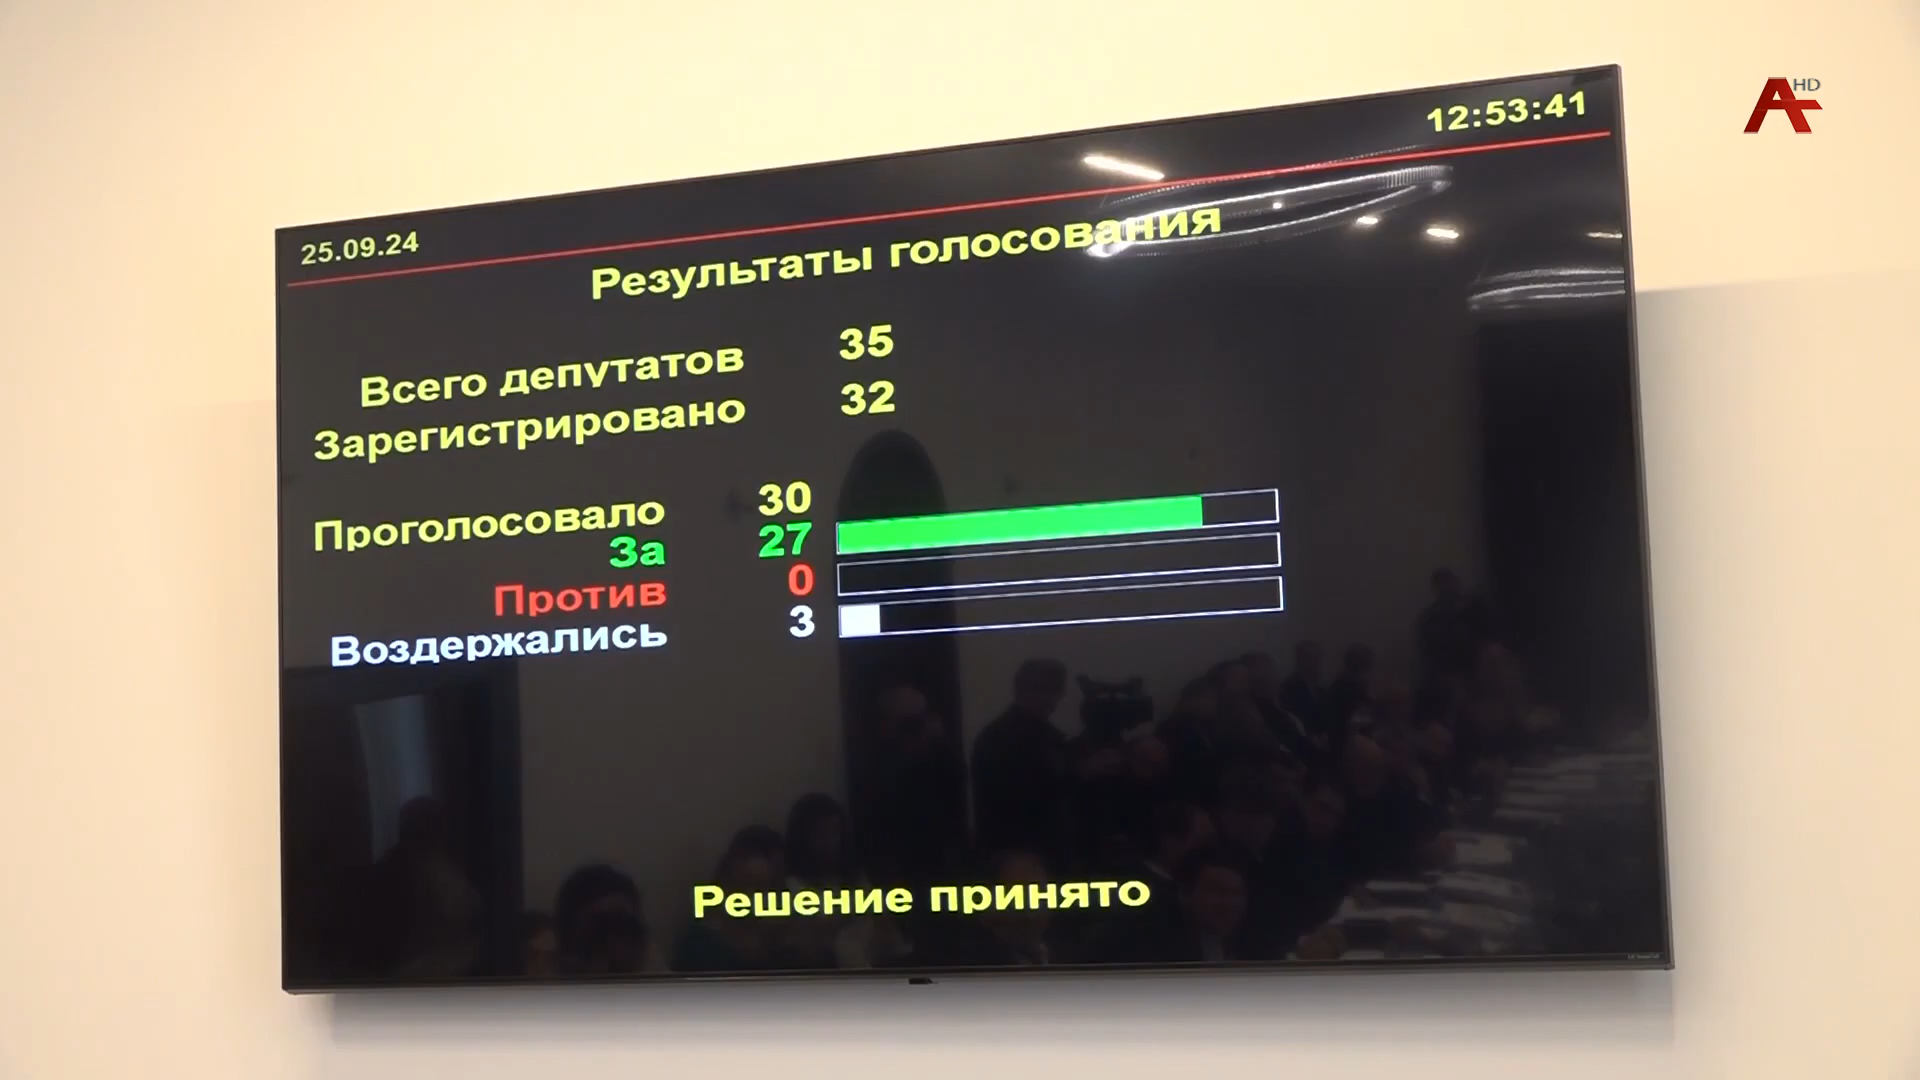 HD
12:53:41
25.09.24
Результаты голосования
Всего депутатов 35
Зарегистрировано 32
Проголосовало 30
За 27
Против 0
Воздержались 3
Решение принято